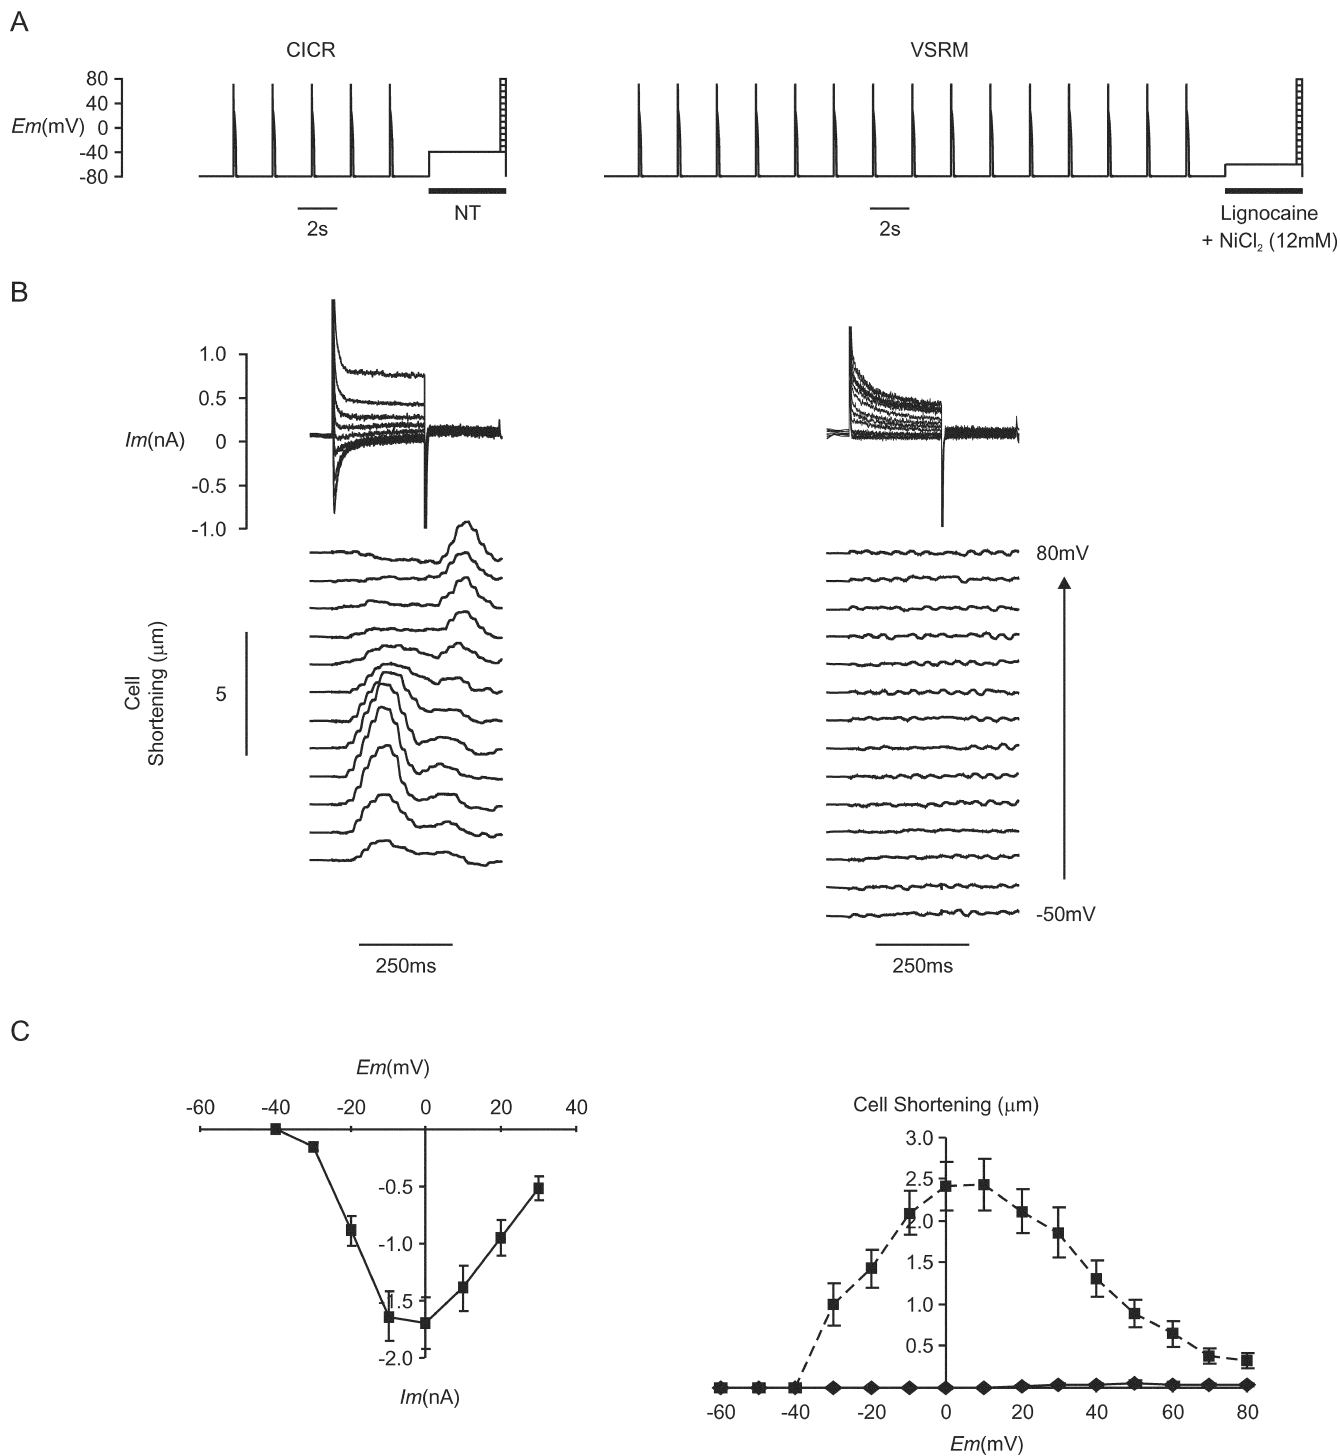 A
CICR
VSRM
80
40
0
-40
-80
Em(mV)
NT
2s
2s
Lignocaine
+ NiCl2 (12mM)
B
1.0
0.5
0
-0.5
-1.0
Im(nA)
Cell
Shortening (μm)
5
80mV
-50mV
250ms
250ms
C
Em(mV)
-60 -40 -20 0 20 40
-0.5
-1.0
-1.5
-2.0
Im(nA)
Cell Shortening (μm)
3.0
2.5
2.0
1.5
1.0
0.5
-60 -40 -20 0 20 40 60 80
Em(mV)